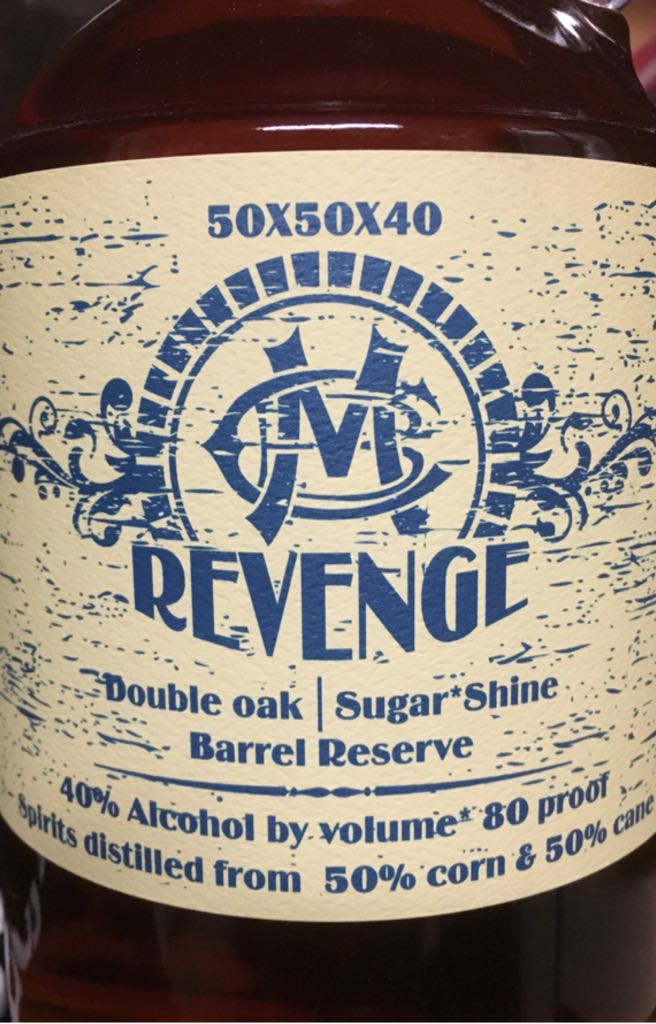 50X50X40
REVENGE
Double oak | Sugar*Shine
Barrel Reserve
40% Alcohol by volume* 80 proof
Spirits distilled from 50% corn & 50% cane